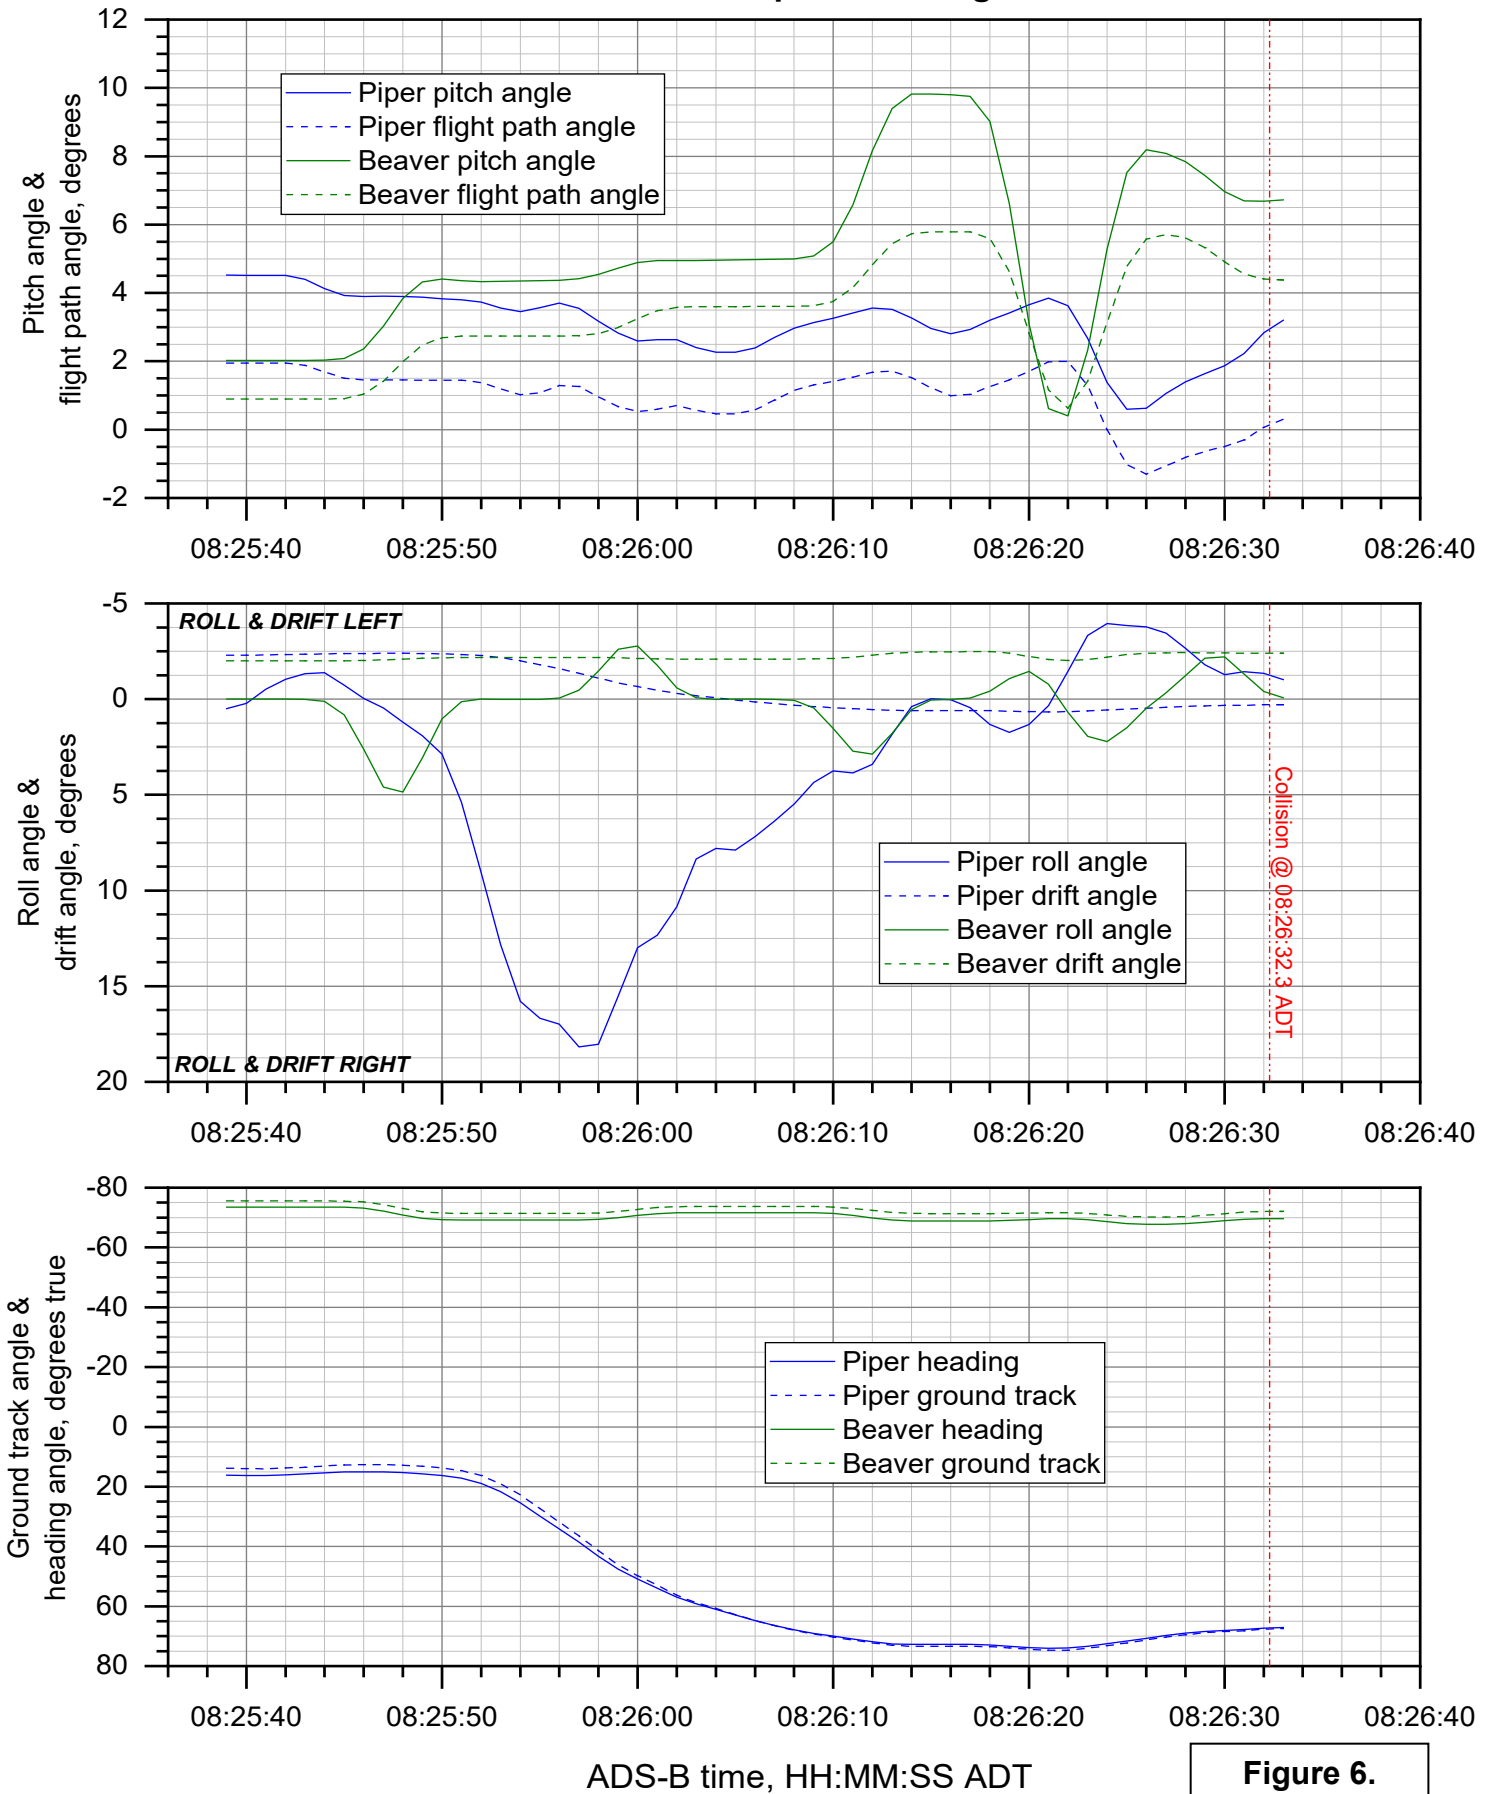 12
10
8
6
4
2
0
-2
Pitch angle &
flight path angle, degrees
Piper pitch angle
Piper flight path angle
Beaver pitch angle
Beaver flight path angle
08:25:40 08:25:50 08:26:00 08:26:10 08:26:20 08:26:30 08:26:40
-5
0
5
10
15
20
Roll angle &
drift angle, degrees
ROLL & DRIFT LEFT
Piper roll angle
Piper drift angle
Beaver roll angle
Beaver drift angle
Collision @ 08:26:32.3 ADT
ROLL & DRIFT RIGHT
08:25:40 08:25:50 08:26:00 08:26:10 08:26:20 08:26:30 08:26:40
-80
-60
-40
-20
0
20
40
60
80
Ground track angle &
heading angle, degrees true
Piper heading
Piper ground track
Beaver heading
Beaver ground track
08:25:40 08:25:50 08:26:00 08:26:10 08:26:20 08:26:30 08:26:40
ADS-B time, HH:MM:SS ADT
Figure 6.